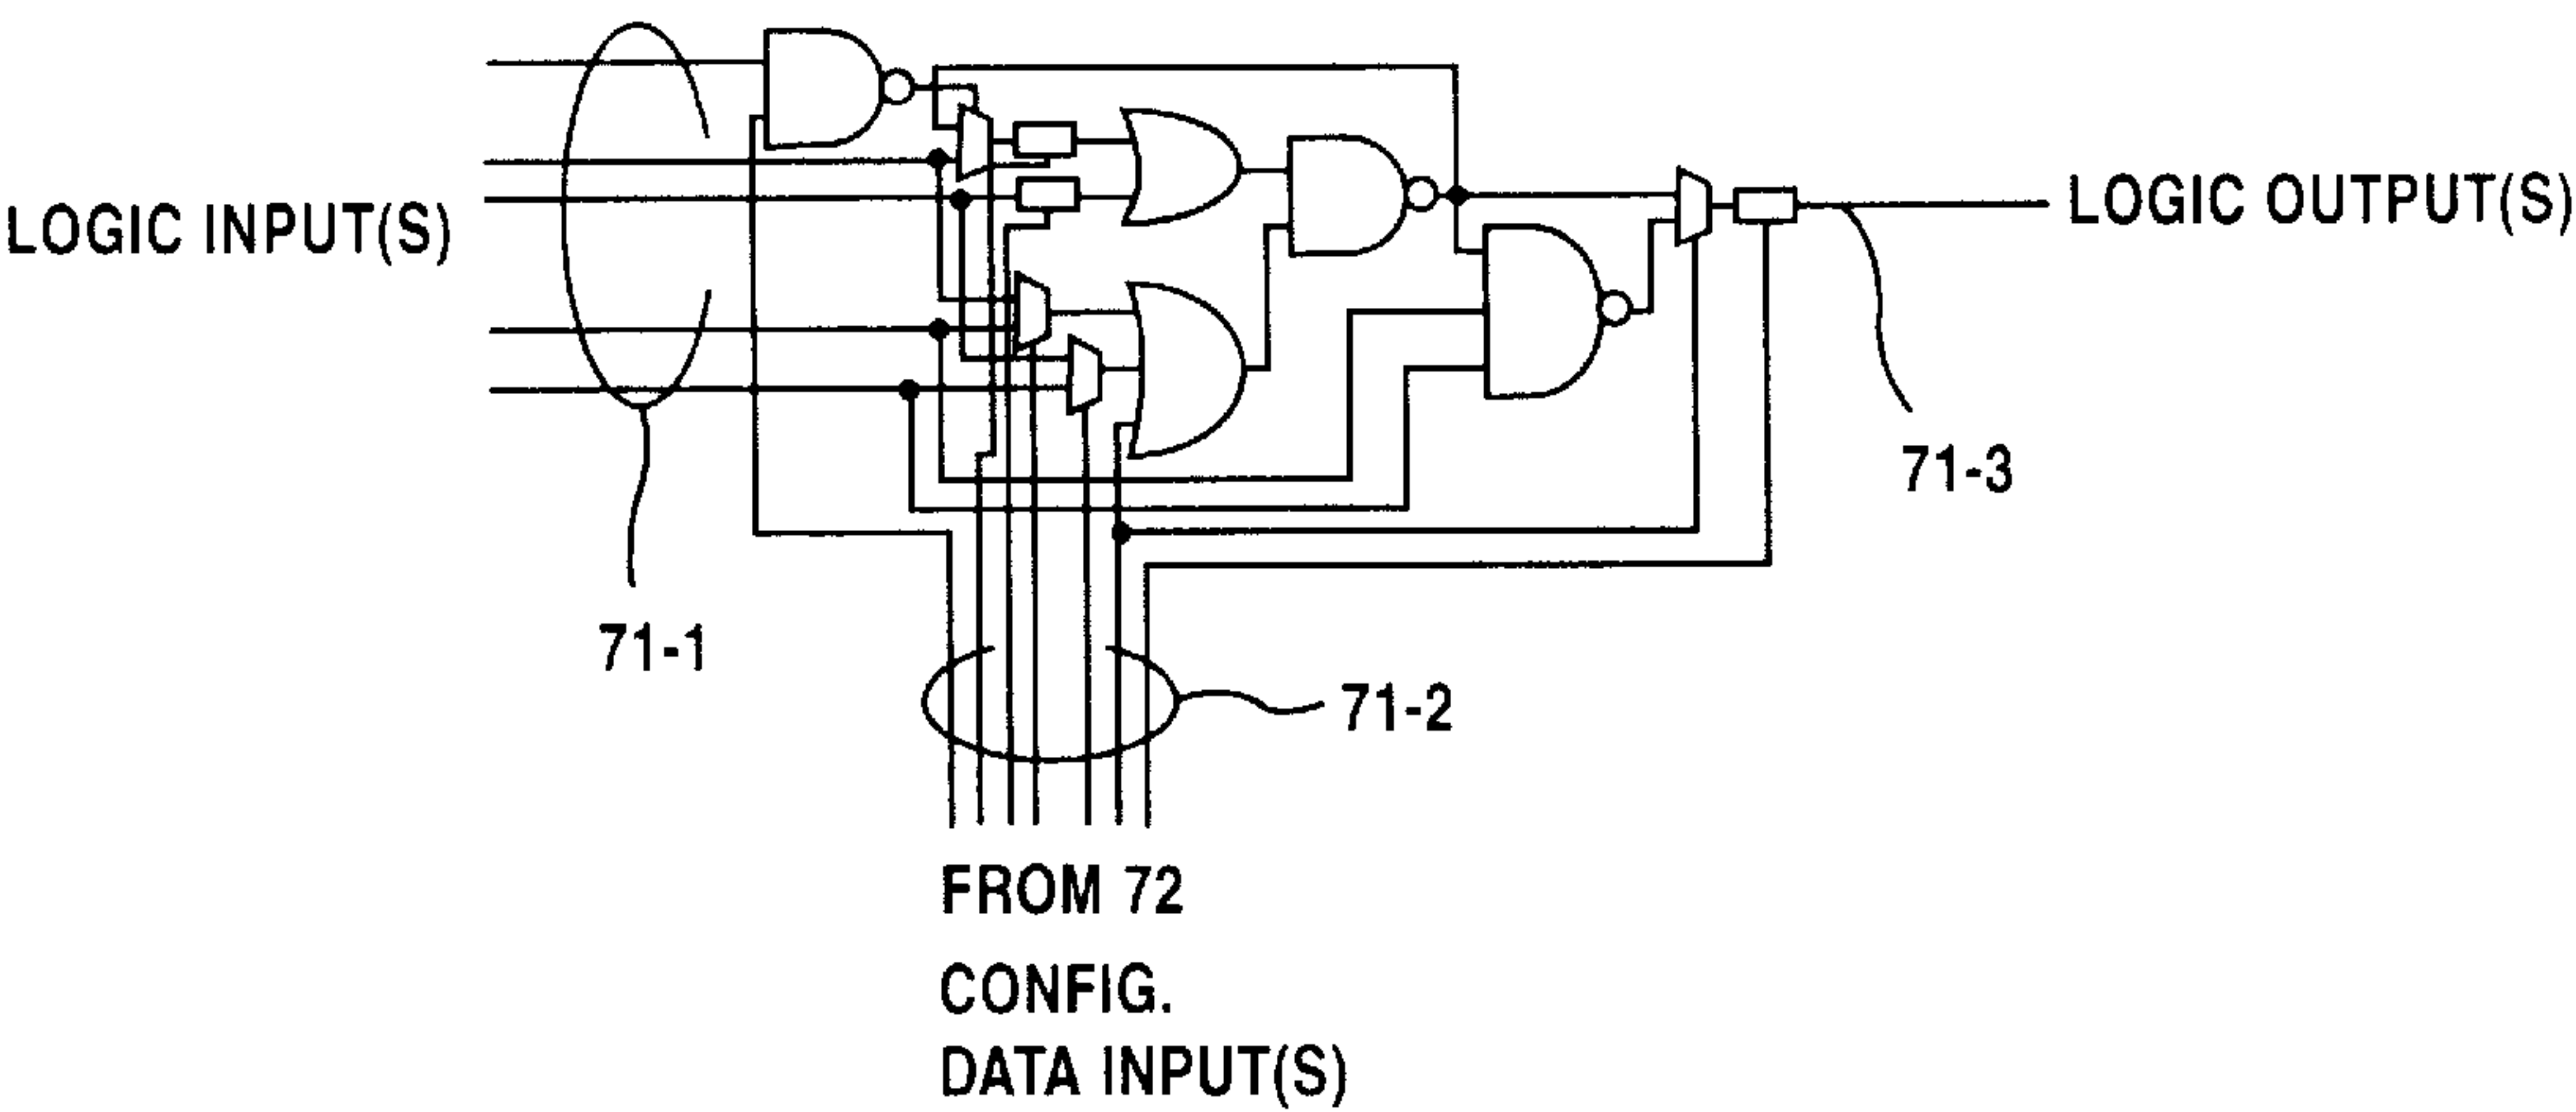 LOGIC INPUT(S)
LOGIC OUTPUT(S)
71-3
71-1
71-2
FROM 72
CONFIG.
DATA INPUT(S)